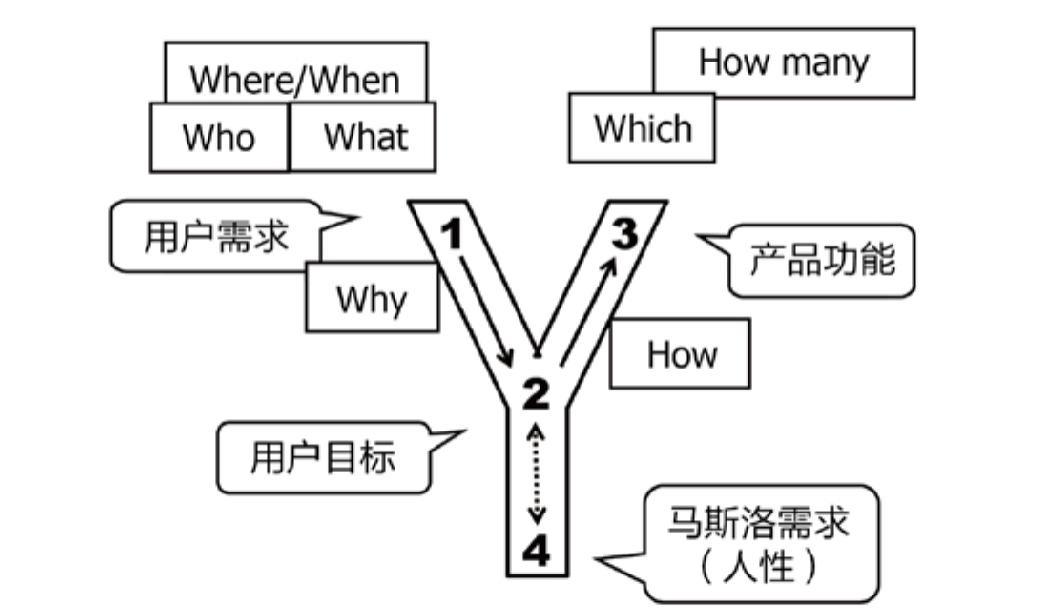 Where/When
How many
Who
What
Which
1
3
用户需求
产品功能
Why
How
2
用户目标
4
马斯洛需求
（人性）